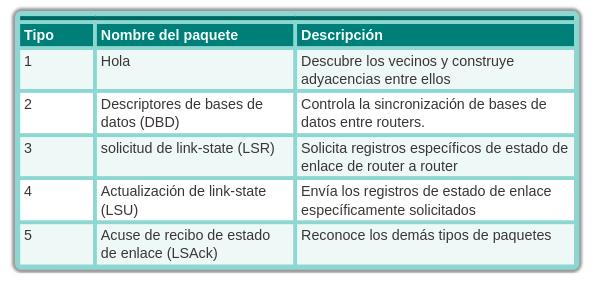 Tipo Nombre del paquete Descripción
1 Hola Descubre los vecinos y construye
adyacencias entre ellos
2 Descriptores de bases de Controla la sincronización de bases de
datos (DBD) datos entre routers.
3 solicitud de link-state (LSR) Solicita registros específicos de estado de
enlace de router a router
4 Actualización de link-state Envía los registros de estado de enlace
(LSU) específicamente solicitados
5 Acuse de recibo de estado Reconoce los demás tipos de paquetes
de enlace (LSAck)